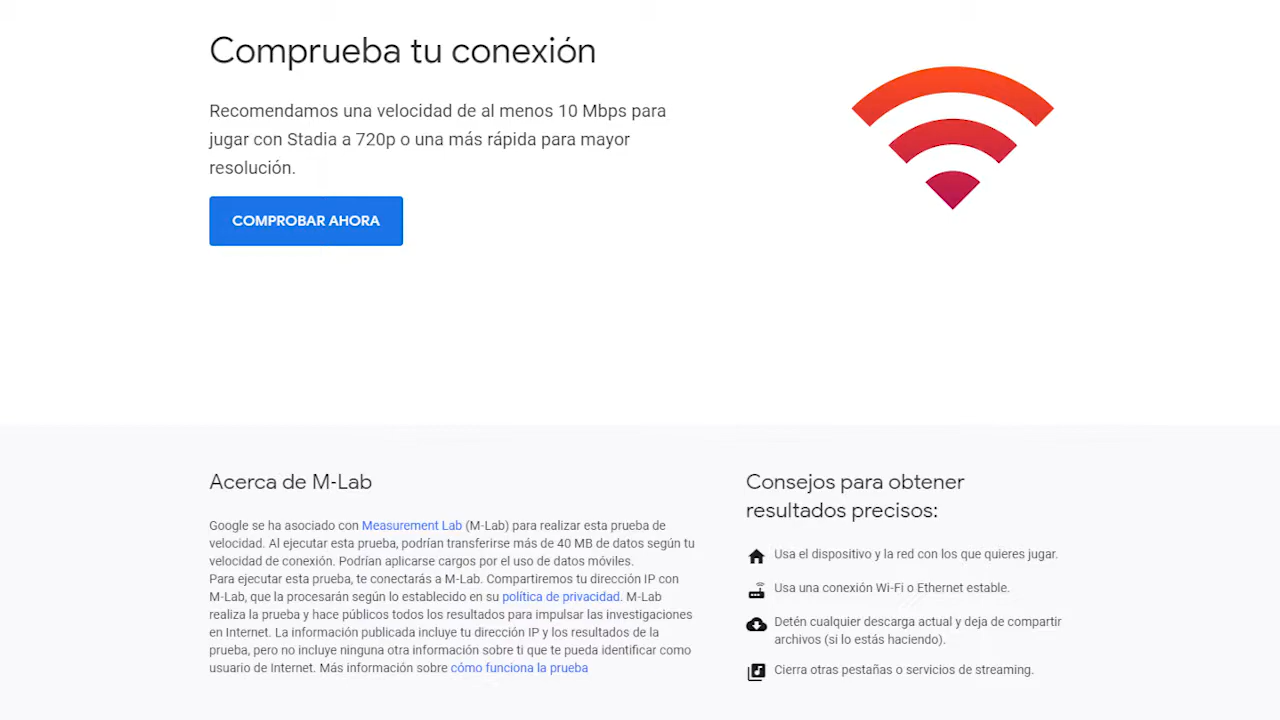 Comprueba tu conexión
Recomendamos una velocidad de al menos 10 Mbps para
jugar con Stadia a 720p o una más rápida para mayor
resolución.
COMPROBAR AHORA
Acerca de M-Lab
Google se ha asociado con Measurement Lab (M-Lab) para realizar esta prueba de
velocidad. Al ejecutar esta prueba, podrían transferirse más de 40 MB de datos según tu
velocidad de conexión. Podrían aplicarse cargos por el uso de datos móviles.
Para ejecutar esta prueba, te conectarás a M-Lab. Compartiremos tu dirección IP con
M-Lab, que la procesarán según lo establecido en su política de privacidad. M-Lab
realiza la prueba y hace públicos todos los resultados para impulsar las investigaciones
en Internet. La información publicada incluye tu dirección IP y los resultados de la
prueba, pero no incluye ninguna otra información sobre ti que te pueda identificar como
usuario de Internet. Más información sobre cómo funciona la prueba
Consejos para obtener
resultados precisos:
Usa el dispositivo y la red con los que quieres jugar.
Usa una conexión Wi-Fi o Ethernet estable.
Detén cualquier descarga actual y deja de compartir
archivos (si lo estás haciendo).
Cierra otras pestañas o servicios de streaming.